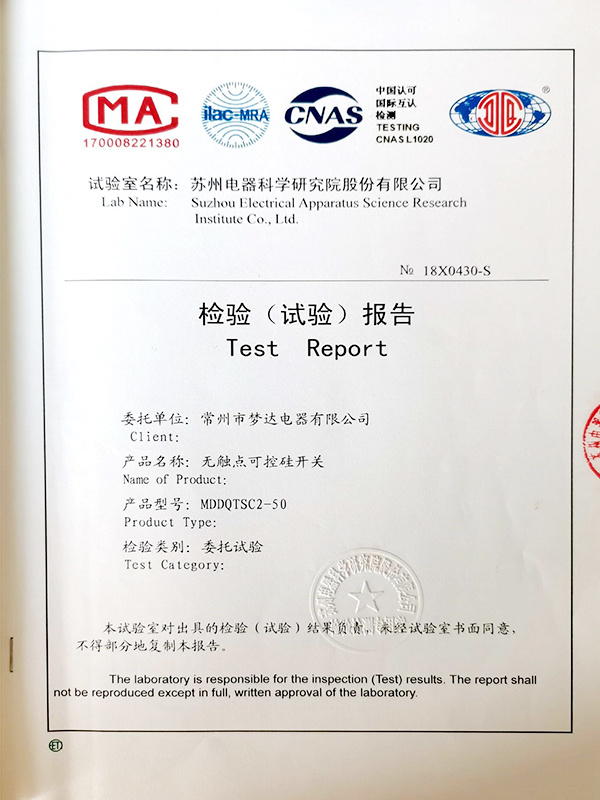 MA
170008221380
ilac-MRA
CNAS
中国认可
国际互认
检测
TESTING
CNAS L1020
®
试验室名称：苏州电器科学研究院股份有限公司
Lab Name: Suzhou Electrical Apparatus Science Research
Institute Co., Ltd.
№ 18X0430-S
检验（试验）报告
Test Report
委托单位：常州市梦达电器有限公司
Client:
产品名称：无触点可控硅开关
Name of Product:
产品型号：MDDQTSC2-50
Product Type:
检验类别：委托试验
Test Category:
本试验室对出具的检验（试验）结果负责，未经试验室书面同意，
不得部分地复制本报告。
The laboratory is responsible for the inspection (Test) results. The report shall
not be reproduced except in full, written approval of the laboratory.